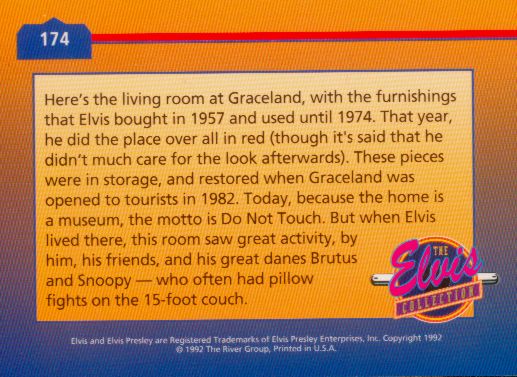 174
Here's the living room at Graceland, with the furnishings
that Elvis bought in 1957 and used until 1974. That year,
he did the place over all in red (though it's said that he
didn't much care for the look afterwards). These pieces
were in storage, and restored when Graceland was
opened to tourists in 1982. Today, because the home is
a museum, the motto is Do Not Touch. But when Elvis
lived there, this room saw great activity, by
him, his friends, and his great danes Brutus
and Snoopy — who often had pillow
fights on the 15-foot couch.
THE
Elvis
COLLECTION
Elvis and Elvis Presley are Registered Trademarks of Elvis Presley Enterprises, Inc. Copyright 1992
© 1992 The River Group, Printed in U.S.A.